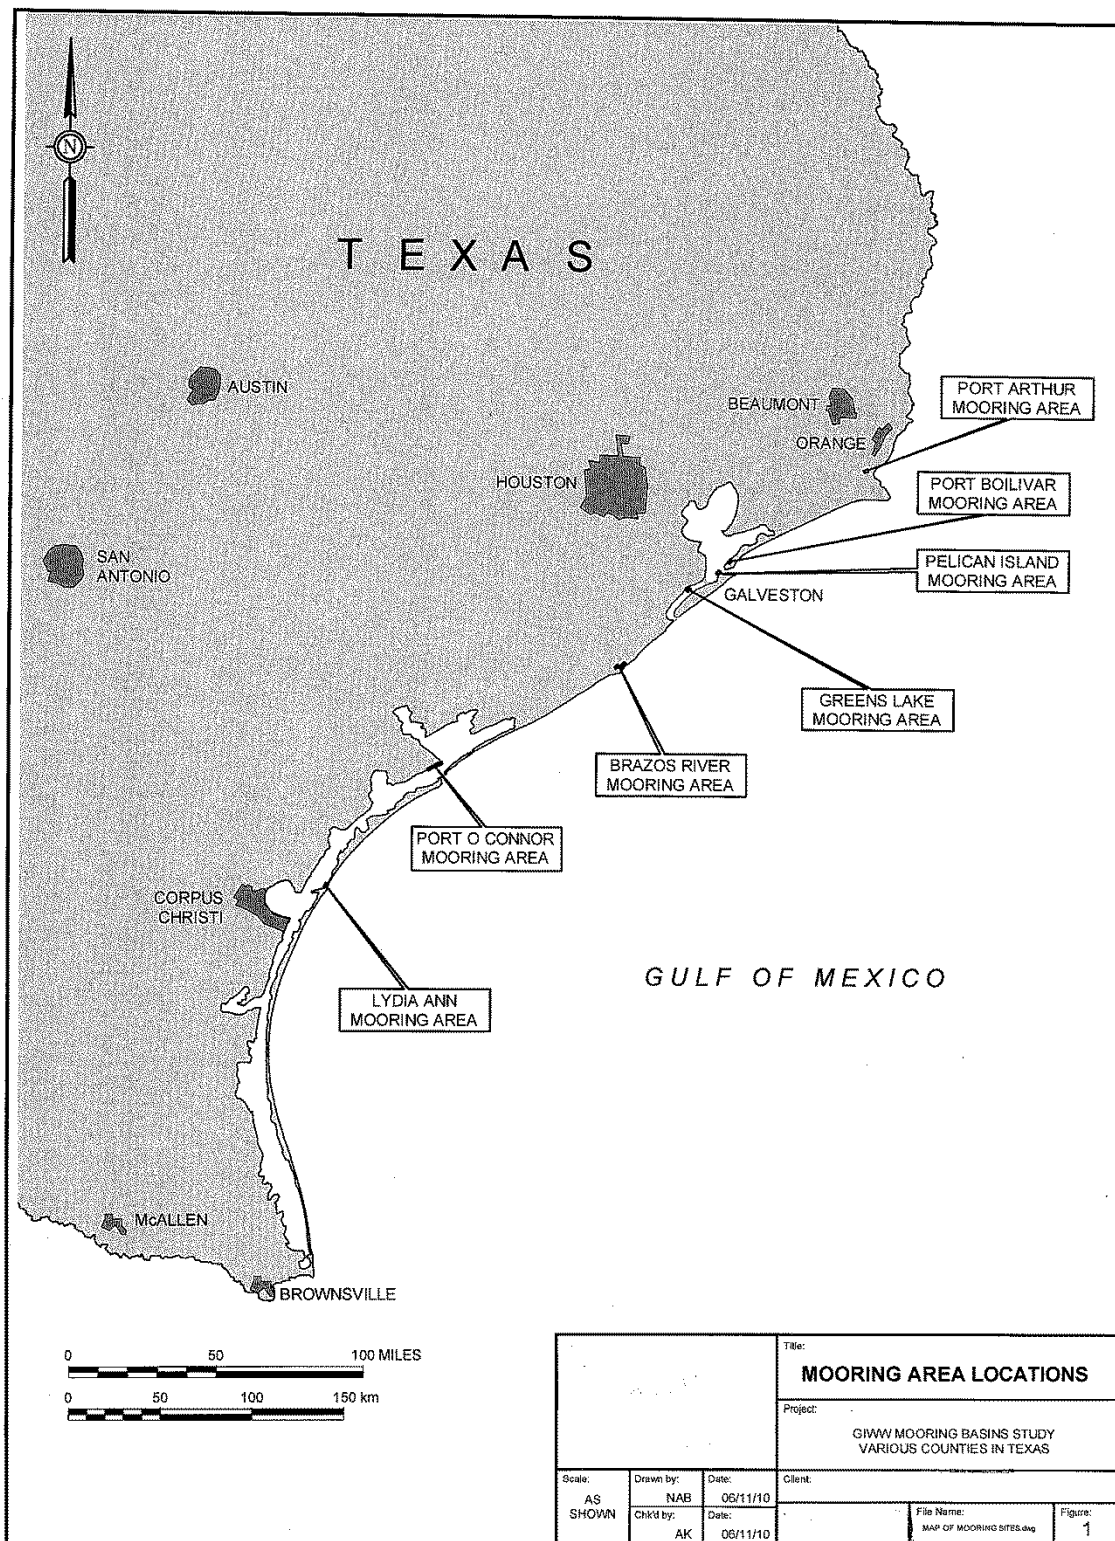 N
TEXAS
AUSTIN
BEAUMONT
ORANGE
PORT ARTHUR
MOORING AREA
HOUSTON
PORT BOILIVAR
MOORING AREA
SAN
ANTONIO
PELICAN ISLAND
MOORING AREA
GALVESTON
GREENS LAKE
MOORING AREA
BRAZOS RIVER
MOORING AREA
PORT O CONNOR
MOORING AREA
CORPUS
CHRISTI
GULF OF MEXICO
LYDIA ANN
MOORING AREA
McALLEN
BROWNSVILLE
0 50 100 MILES
0 50 100 150 km
Title:
MOORING AREA LOCATIONS
Project:
GIWW MOORING BASINS STUDY
VARIOUS COUNTIES IN TEXAS
Scale:
AS
SHOWN
Drawn by:
NAB
Date:
06/11/10
Chk'd by:
AK
Date:
06/11/10
Client:
File Name:
MAP OF MOORING SITES.dwg
Figure:
1